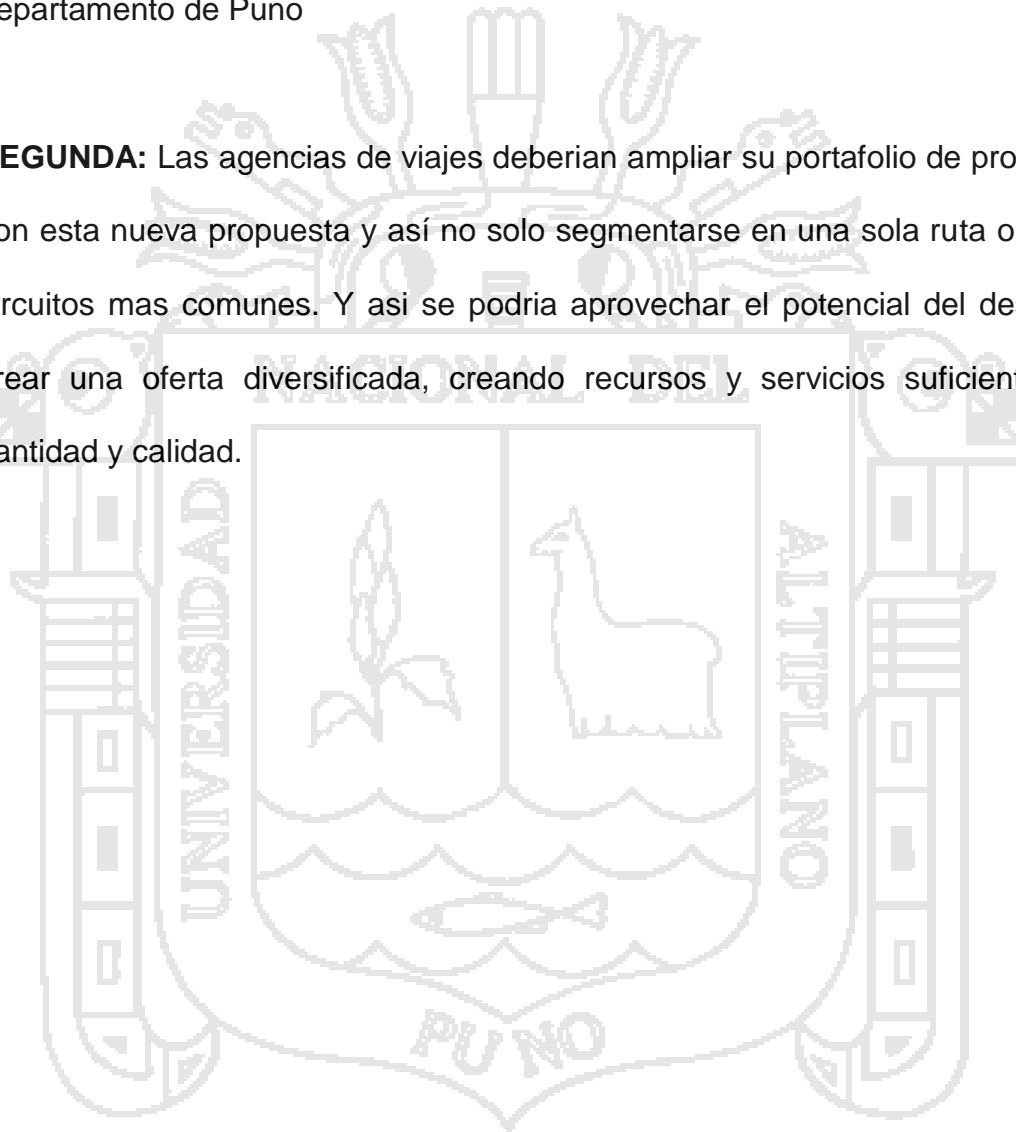 epartamento de Puno
EGUNDA: Las agencias de viajes deberian ampliar su portafolio de pro
on esta nueva propuesta y así no solo segmentarse en una sola ruta o
rcuitos mas comunes. Y asi se podria aprovechar el potencial del de
rear una oferta diversificada, creando recursos y servicios suficient
antidad y calidad.
NACIONAL DEL
UNIVERSIDAD
ALTIPLANO
PUNO